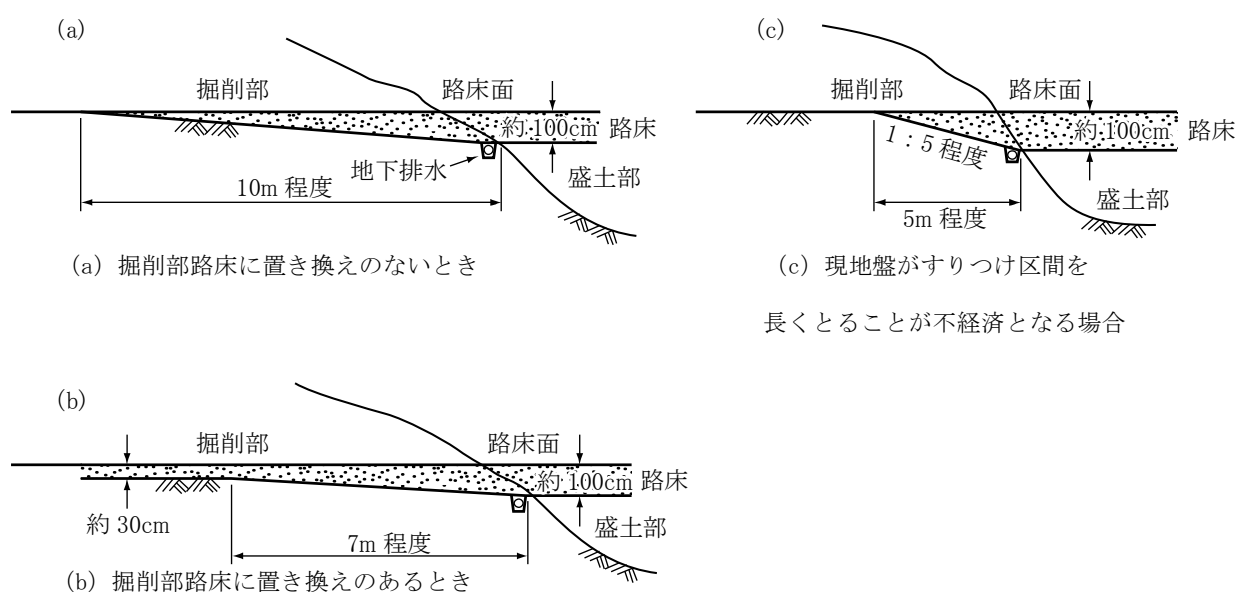 (a)
掘削部
路床面
約 100cm 路床
地下排水
盛土部
10m 程度
(a) 掘削部路床に置き換えのないとき
(c)
掘削部
路床面
約 100cm 路床
1：5 程度
盛土部
5m 程度
(c) 現地盤がすりつけ区間を
長くとることが不経済となる場合
(b)
掘削部
路床面
約 100cm 路床
約 30cm
盛土部
7m 程度
(b) 掘削部路床に置き換えのあるとき